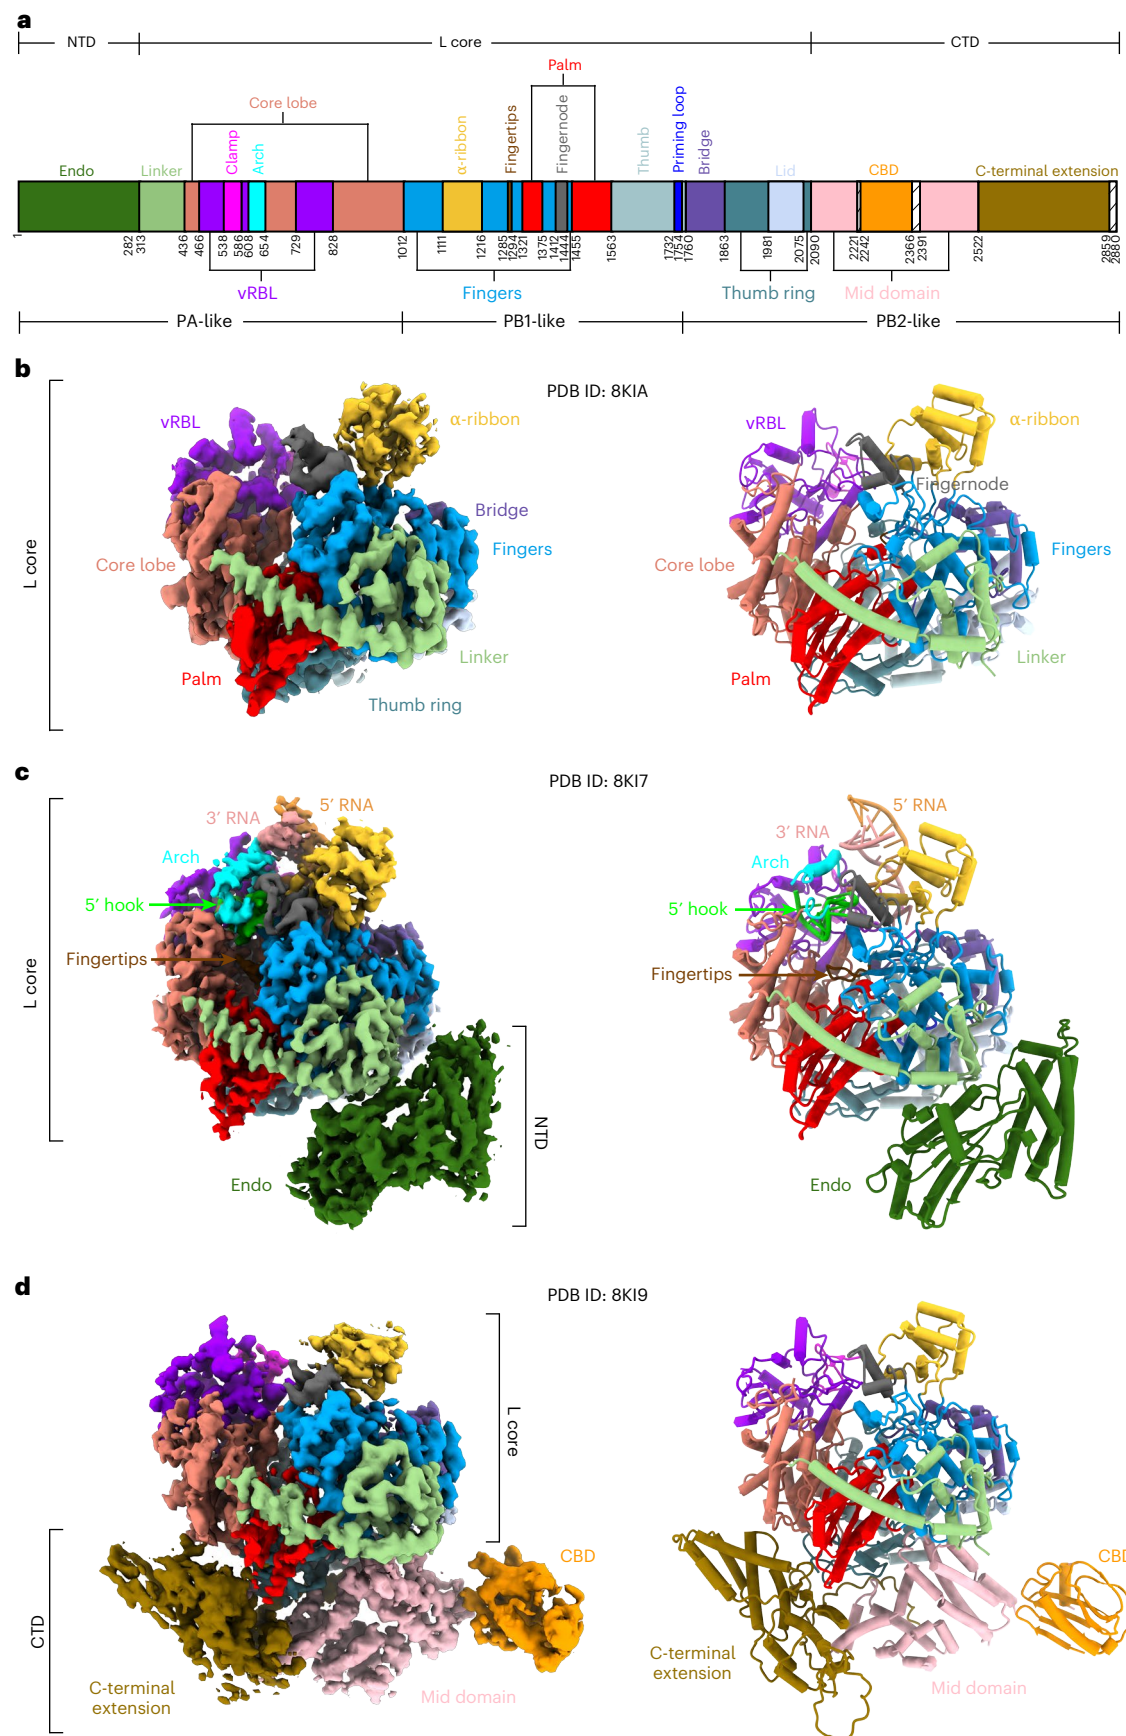 a
NTD
L core
CTD
Palm
Core lobe
Clamp
Arch
α-ribbon
Fingertips
Fingernode
Thumb
Priming loop
Bridge
Endo
Linker
Lid
CBD
C-terminal extension
1
282
313
436
466
538
586
608
654
729
828
1012
1111
1216
1285
1294
1321
1375
1412
1444
1455
1563
1732
1754
1760
1863
1981
2075
2090
2221
2242
2366
2391
2522
2859
2880
vRBL
Fingers
Thumb ring
Mid domain
PA-like
PB1-like
PB2-like
b
PDB ID: 8KIA
L core
vRBL
α-ribbon
Bridge
Fingers
Core lobe
Linker
Palm
Thumb ring
vRBL
α-ribbon
Fingernode
Fingers
Core lobe
Linker
Palm
c
PDB ID: 8KI7
L core
3′ RNA
5′ RNA
Arch
5′ hook
Fingertips
NTD
Endo
5′ RNA
3′ RNA
Arch
5′ hook
Fingertips
Endo
d
PDB ID: 8KI9
L core
CTD
CBD
C-terminal
extension
Mid domain
CBD
C-terminal
extension
Mid domain